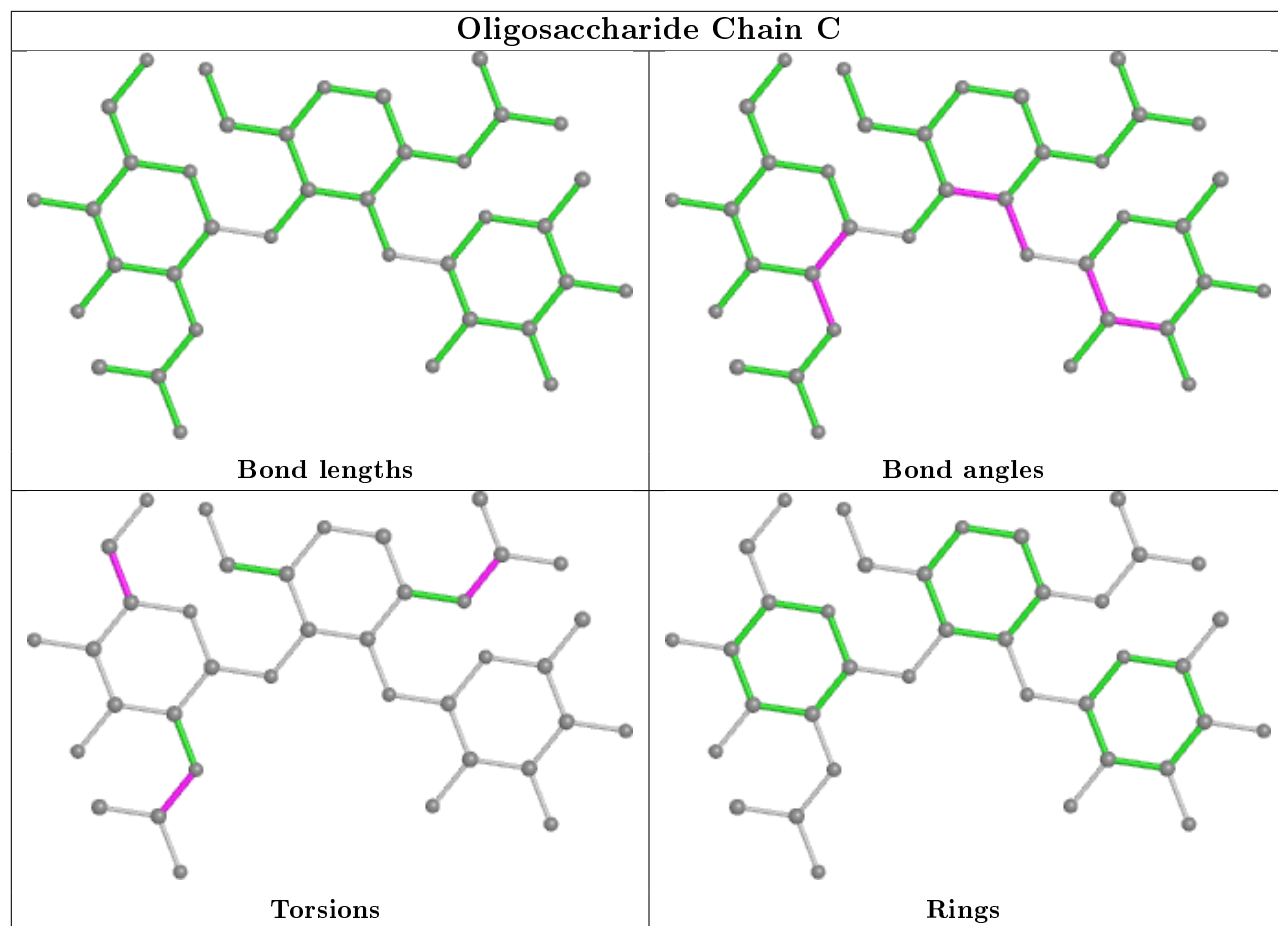 Oligosaccharide Chain C
Bond lengths
Bond angles
Torsions
Rings